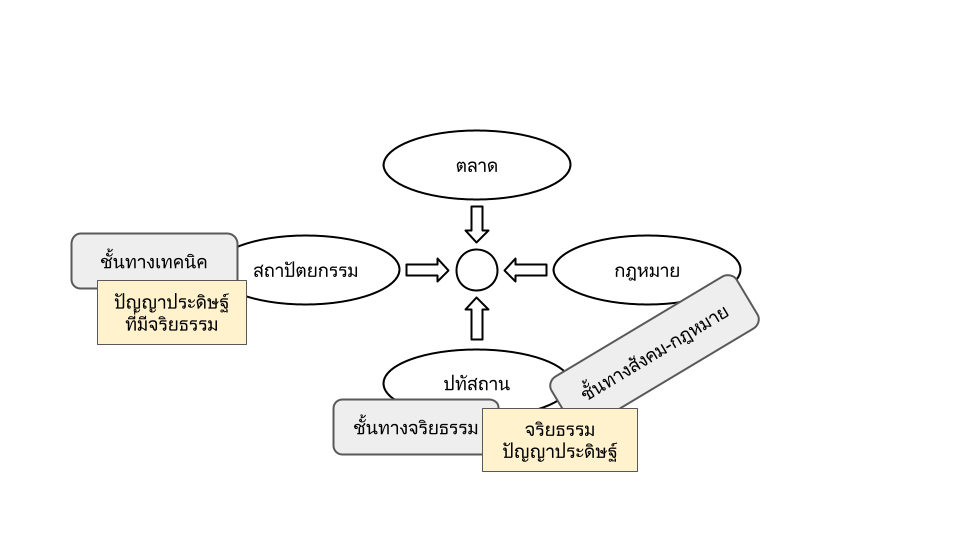 ตลาด
ชั้นทางเทคนิค
สถาปัตยกรรม
กฎหมาย
ปัญญาประดิษฐ์
ที่มีจริยธรรม
ชั้นทางสังคม-กฎหมาย
ปทัสถาน
ชั้นทางจริยธรรม
จริยธรรม
ปัญญาประดิษฐ์